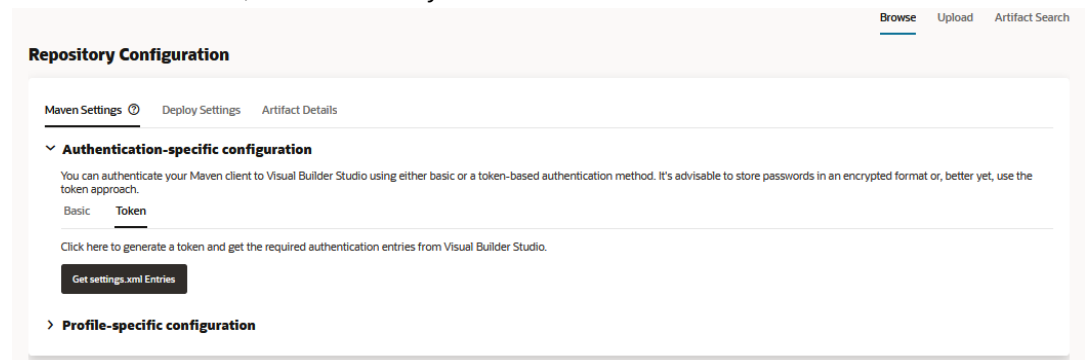 Browse Upload Artifact Search
Repository Configuration
Maven Settings Deploy Settings Artifact Details
Authentication-specific configuration
You can authenticate your Maven client to Visual Builder Studio using either basic or a token-based authentication method. It's advisable to store passwords in an encrypted format or, better yet, use the
token approach.
Basic Token
Click here to generate a token and get the required authentication entries from Visual Builder Studio.
Get settings.xml Entries
Profile-specific configuration